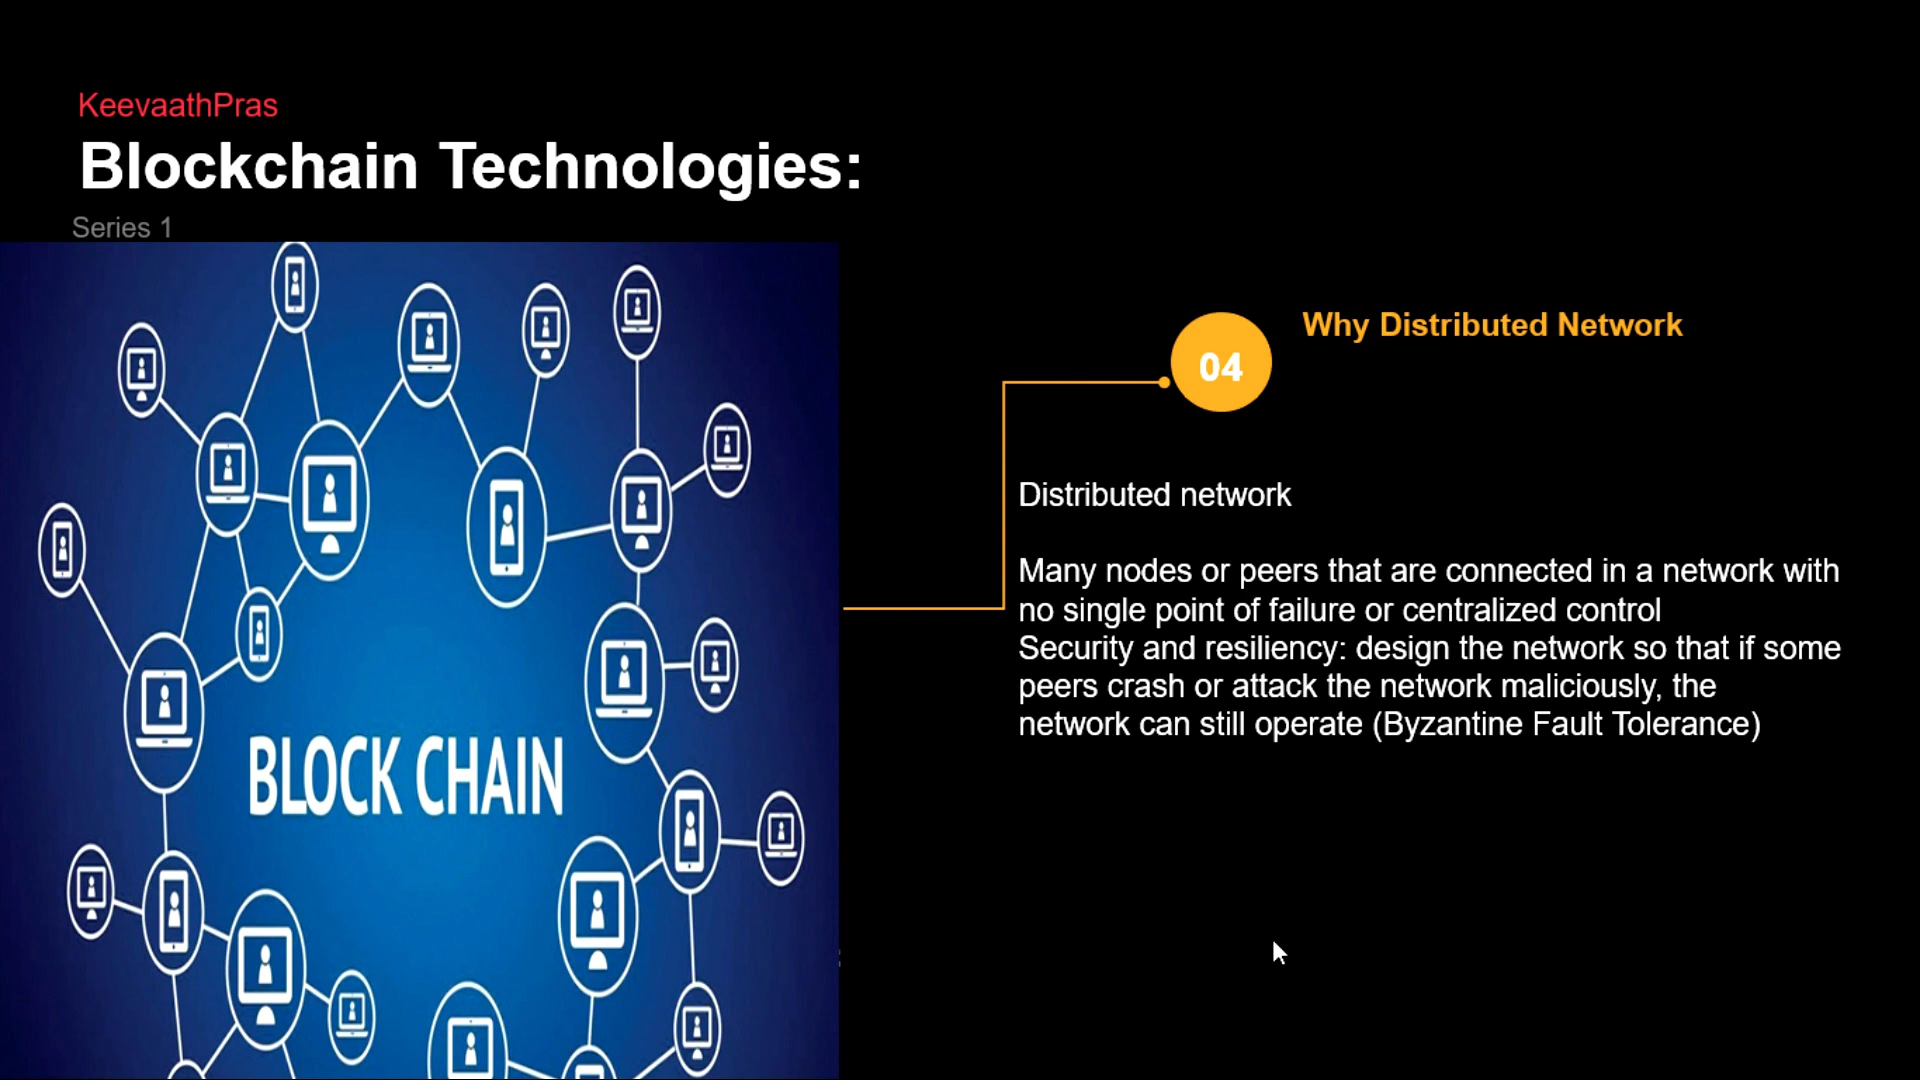 KeevaathPras
Blockchain Technologies:
Series 1
BLOCK CHAIN
04
Why Distributed Network
Distributed network
Many nodes or peers that are connected in a network with
no single point of failure or centralized control
Security and resiliency: design the network so that if some
peers crash or attack the network maliciously, the
network can still operate (Byzantine Fault Tolerance)